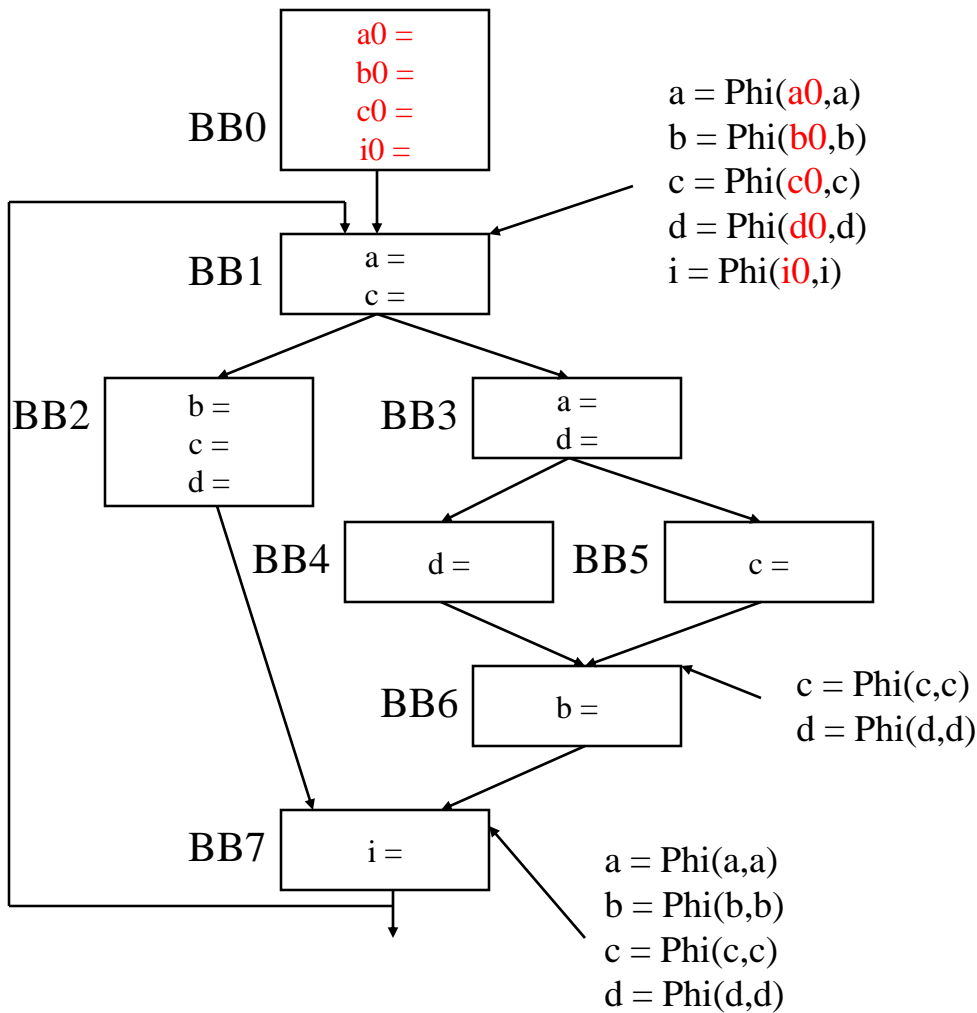 a0 =
b0 =
c0 =
i0 =
BB0
a = Phi(a0,a)
b = Phi(b0,b)
c = Phi(c0,c)
d = Phi(d0,d)
i = Phi(i0,i)
BB1
a =
c =
BB2
b =
c =
d =
BB3
a =
d =
BB4
d =
BB5
c =
BB6
b =
c = Phi(c,c)
d = Phi(d,d)
BB7
i =
a = Phi(a,a)
b = Phi(b,b)
c = Phi(c,c)
d = Phi(d,d)